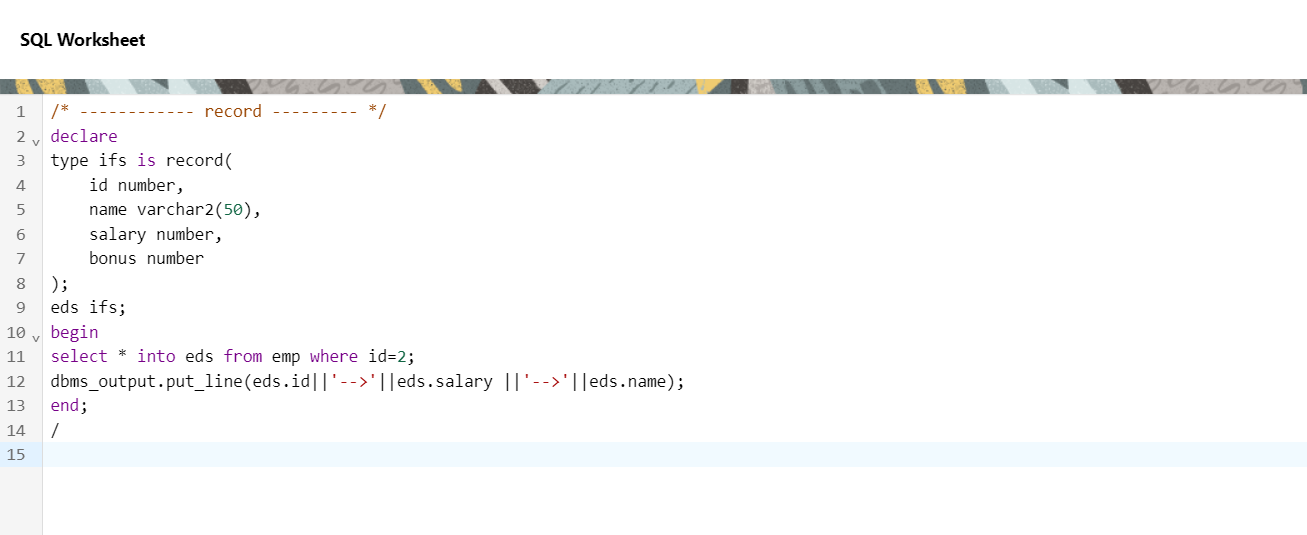 SQL Worksheet
1 /* ------------ record --------- */
2 declare
3 type ifs is record(
4     id number,
5     name varchar2(50),
6     salary number,
7     bonus number
8 );
9 eds ifs;
10 begin
11 select * into eds from emp where id=2;
12 dbms_output.put_line(eds.id||'-->'||eds.salary ||'-->'||eds.name);
13 end;
14 /
15